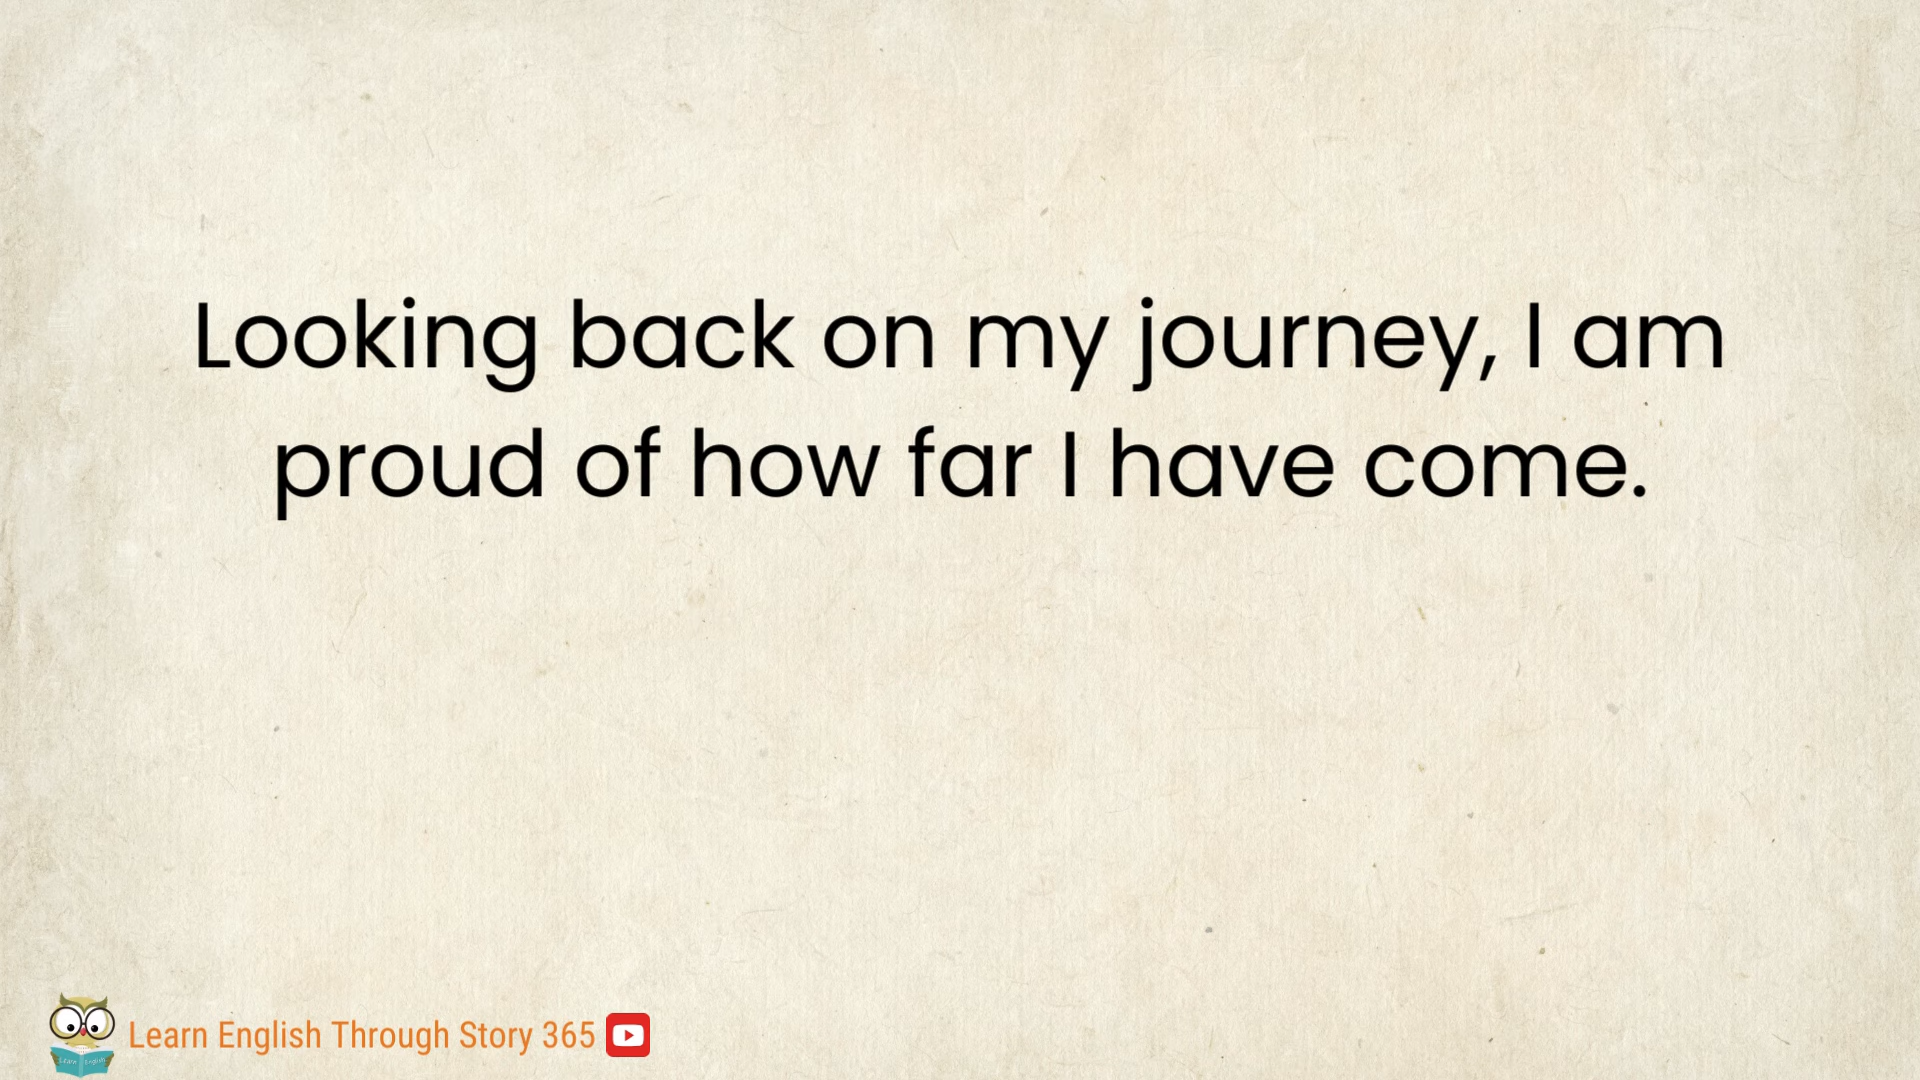 Looking back on my journey, I am
proud of how far I have come.
Learn English Through Story 365